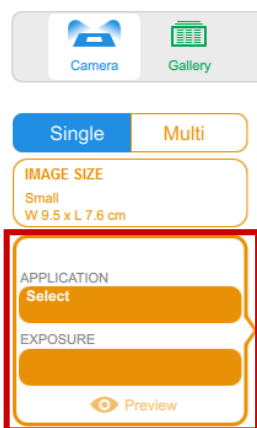 Camera Gallery
Single Multi
IMAGE SIZE
Small
W 9.5 x L 7.6 cm
APPLICATION
Select
EXPOSURE
Preview